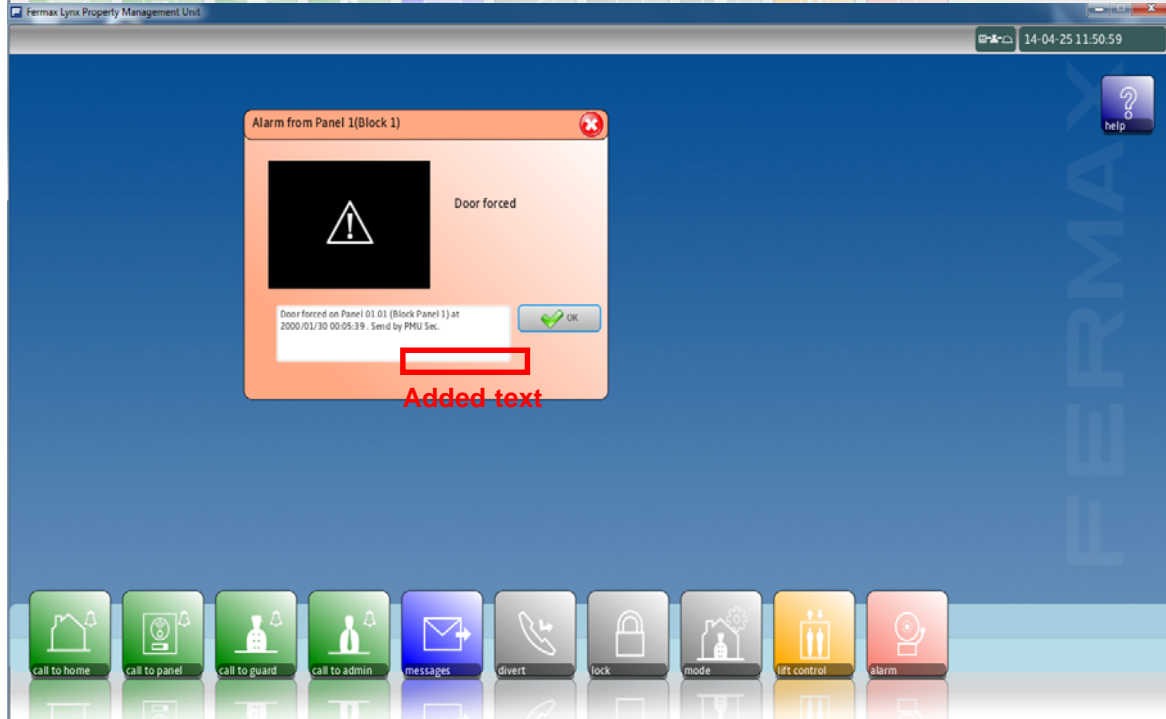 Fermax Lynx Property Management Unit
14-04-25 11:50:59
help
Alarm from Panel 1(Block 1)
Door forced
Door forced on Panel 01.01 (Block Panel 1) at
2000/01/30 00:05:39 . Send by PMU Sec.
OK
Added text
FERMAX
call to home
call to panel
call to guard
call to admin
messages
divert
lock
mode
lift control
alarm